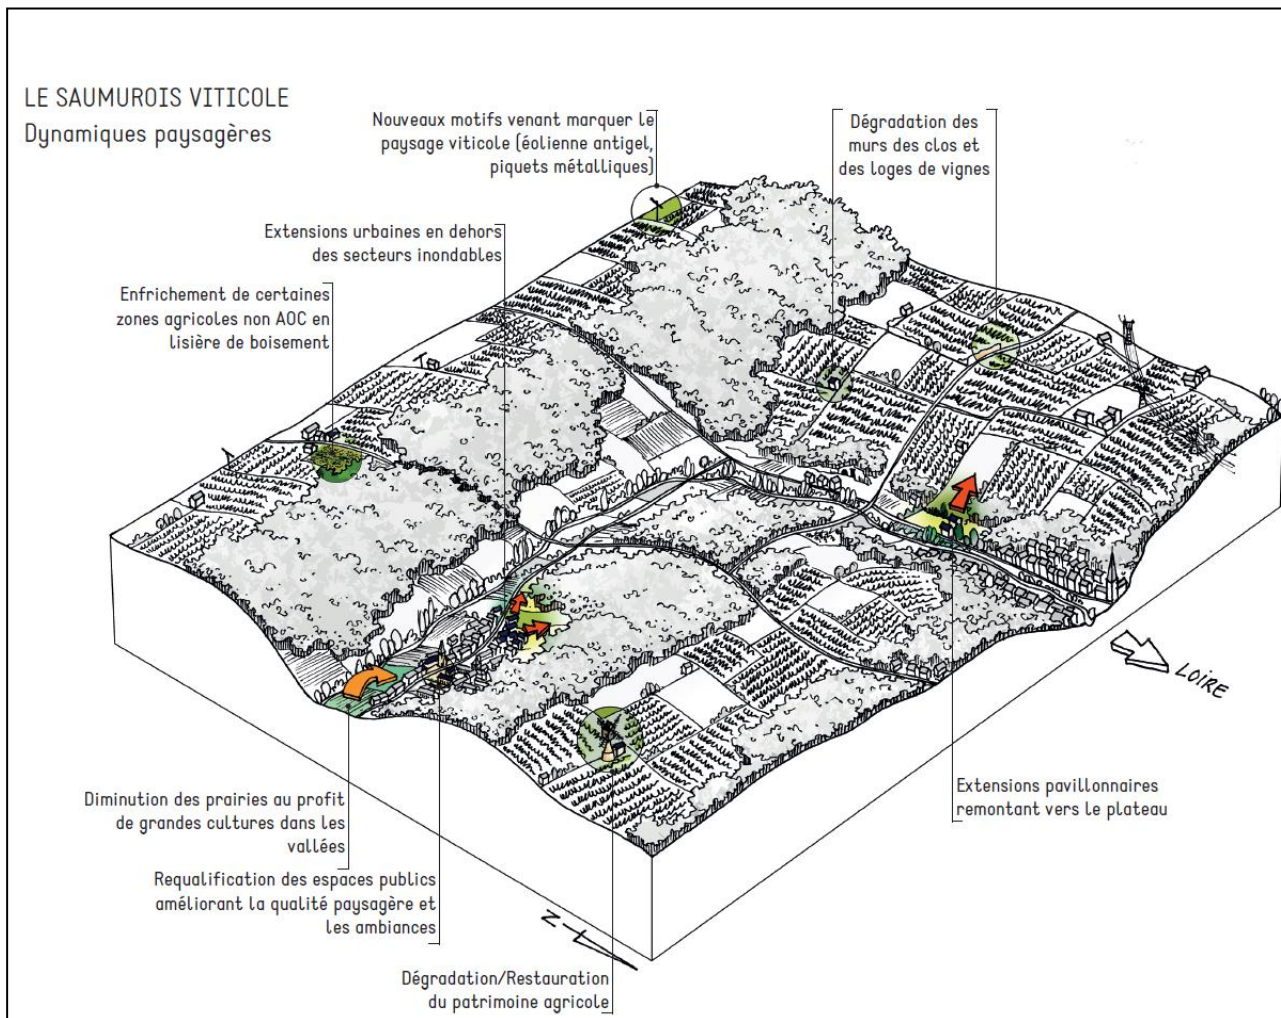 LE SAUMUROIS VITICOLE
Dynamiques paysagères
Nouveaux motifs venant marquer le
paysage viticole (éolienne antigel,
piquets métalliques)
Dégradation des
murs des clos et
des loges de vignes
Extensions urbaines en dehors
des secteurs inondables
Enfrichement de certaines
zones agricoles non AOC en
lisière de boisement
LOIRE
Extensions pavillonnaires
remontant vers le plateau
Diminution des prairies au profit
de grandes cultures dans les
vallées
Requalification des espaces publics
améliorant la qualité paysagère et
les ambiances
N
Dégradation/Restauration
du patrimoine agricole